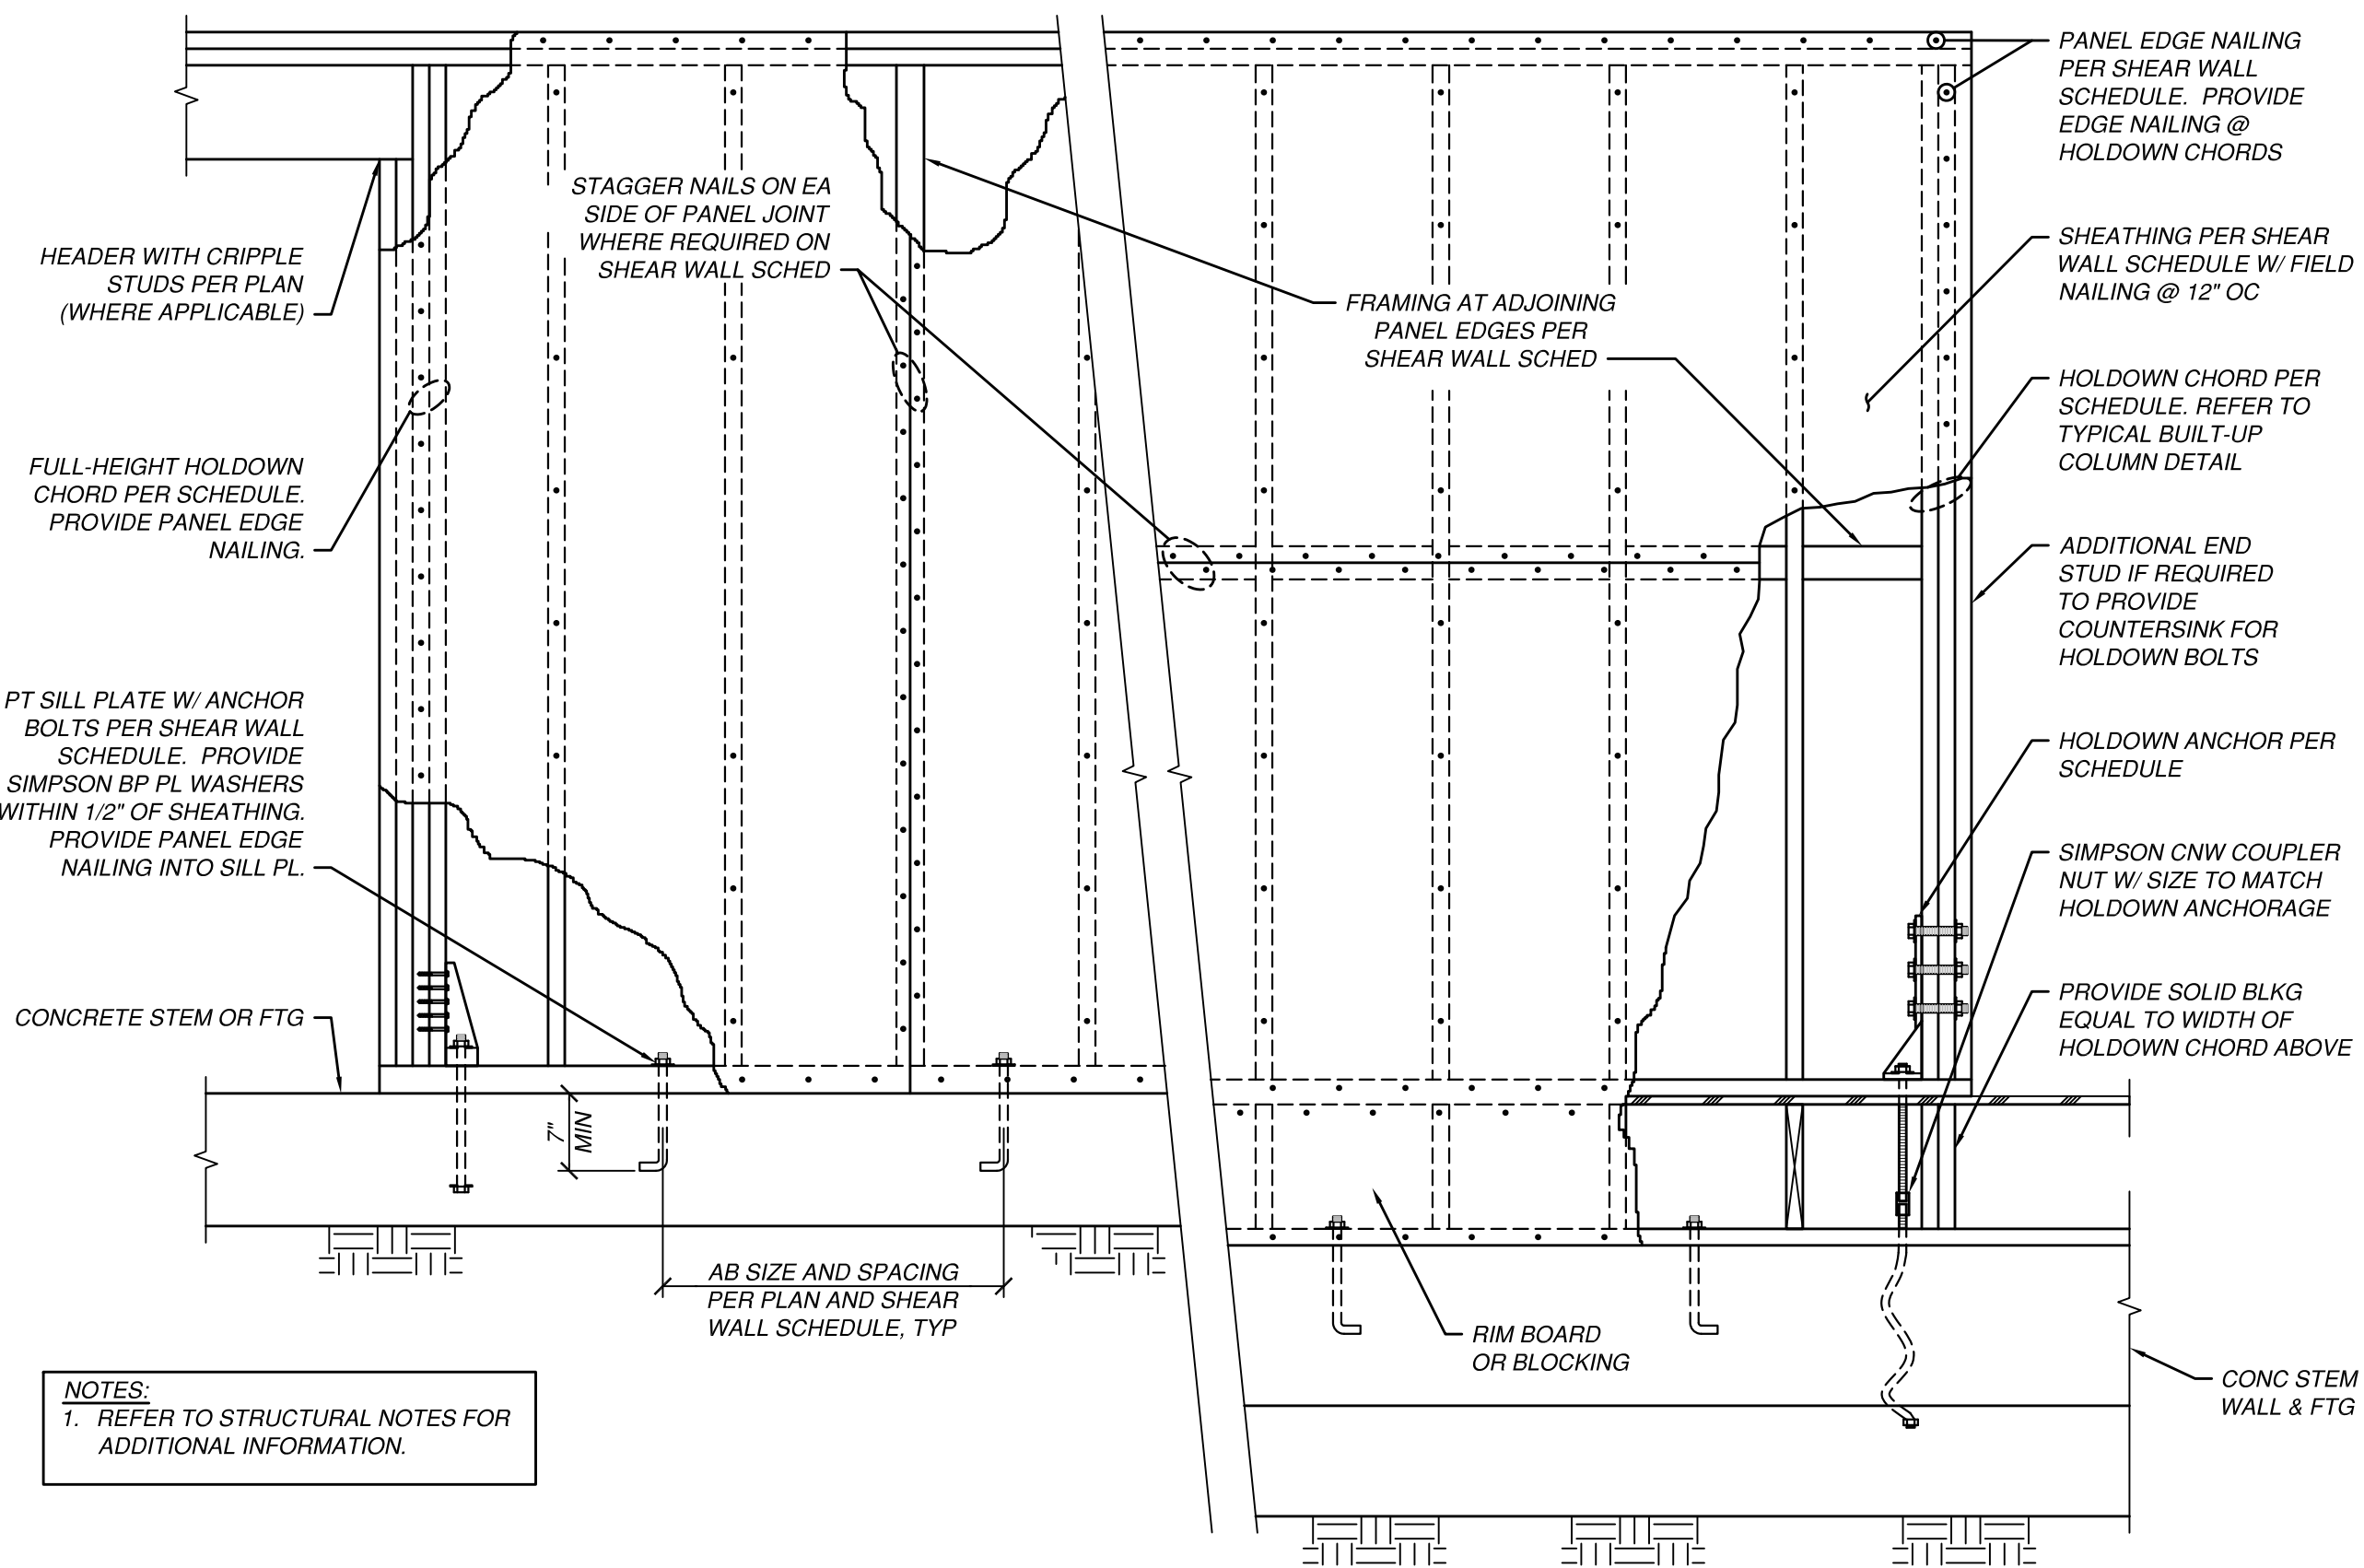 PANEL EDGE NAILING
PER SHEAR WALL
SCHEDULE.  PROVIDE
EDGE NAILING @
HOLDOWN CHORDS
STAGGER NAILS ON EA
SIDE OF PANEL JOINT
WHERE REQUIRED ON
SHEAR WALL SCHED
HEADER WITH CRIPPLE
STUDS PER PLAN
(WHERE APPLICABLE)
SHEATHING PER SHEAR
WALL SCHEDULE W/ FIELD
NAILING @ 12" OC
FRAMING AT ADJOINING
PANEL EDGES PER
SHEAR WALL SCHED
HOLDOWN CHORD PER
SCHEDULE. REFER TO
TYPICAL BUILT-UP
COLUMN DETAIL
FULL-HEIGHT HOLDOWN
CHORD PER SCHEDULE.
PROVIDE PANEL EDGE
NAILING.
ADDITIONAL END
STUD IF REQUIRED
TO PROVIDE
COUNTERSINK FOR
HOLDOWN BOLTS
PT SILL PLATE W/ ANCHOR
BOLTS PER SHEAR WALL
SCHEDULE.  PROVIDE
SIMPSON BP PL WASHERS
WITHIN 1/2" OF SHEATHING.
PROVIDE PANEL EDGE
NAILING INTO SILL PL.
HOLDOWN ANCHOR PER
SCHEDULE
SIMPSON CNW COUPLER
NUT W/ SIZE TO MATCH
HOLDOWN ANCHORAGE
CONCRETE STEM OR FTG
PROVIDE SOLID BLKG
EQUAL TO WIDTH OF
HOLDOWN CHORD ABOVE
7"
MIN
AB SIZE AND SPACING
PER PLAN AND SHEAR
WALL SCHEDULE, TYP
RIM BOARD
OR BLOCKING
CONC STEM
WALL & FTG
NOTES:
1.  REFER TO STRUCTURAL NOTES FOR
ADDITIONAL INFORMATION.